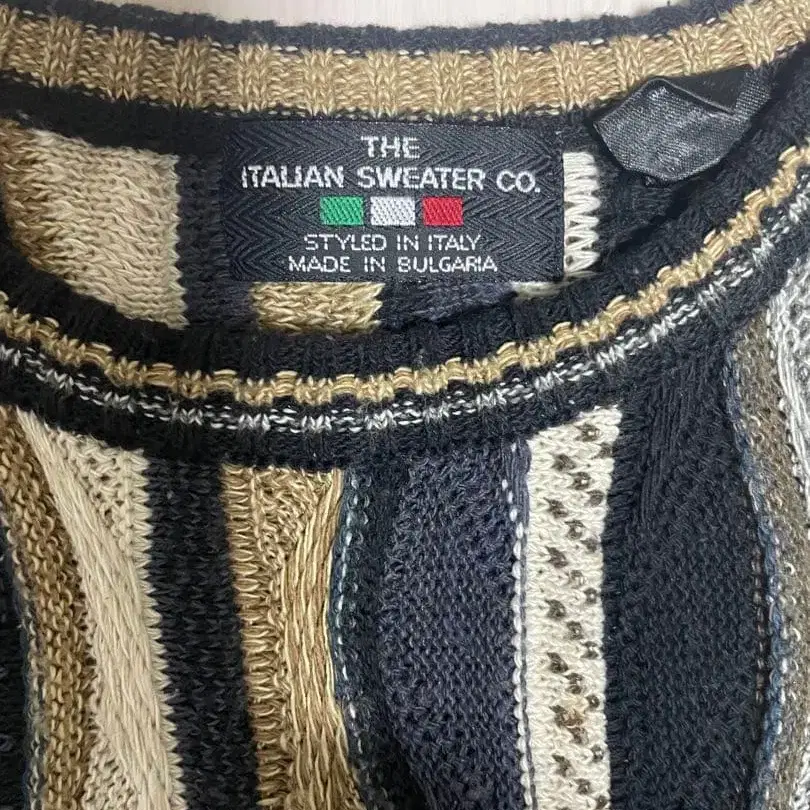 THE
ITALIAN SWEATER CO.
STYLED IN ITALY
MADE IN BULGARIA